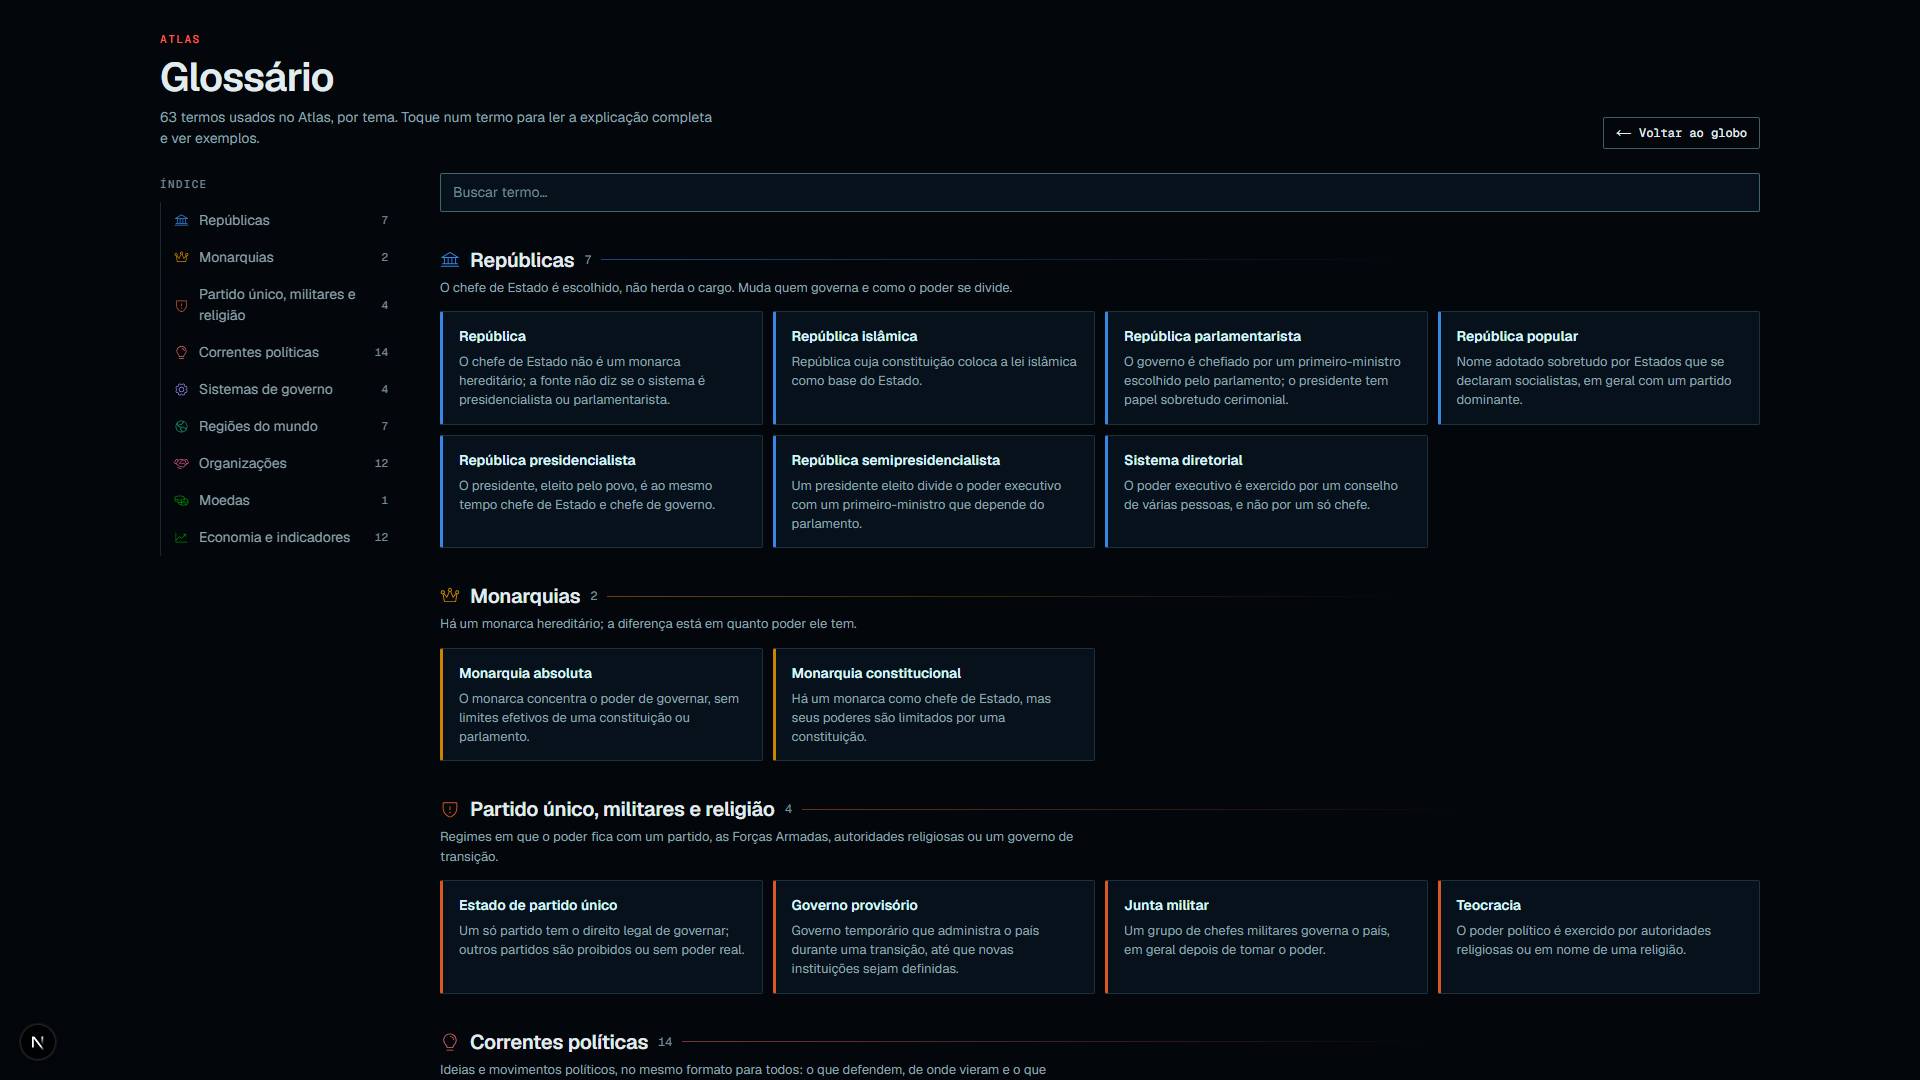 ATLAS
Glossário
63 termos usados no Atlas, por tema. Toque num termo para ler a explicação completa
e ver exemplos.
← Voltar ao globo
ÍNDICE
Repúblicas 7
Monarquias 2
Partido único, militares e
religião 4
Correntes políticas 14
Sistemas de governo 4
Regiões do mundo 7
Organizações 12
Moedas 1
Economia e indicadores 12
Buscar termo…
Repúblicas 7
O chefe de Estado é escolhido, não herda o cargo. Muda quem governa e como o poder se divide.
República
O chefe de Estado não é um monarca
hereditário; a fonte não diz se o sistema é
presidencialista ou parlamentarista.
República islâmica
República cuja constituição coloca a lei islâmica
como base do Estado.
República parlamentarista
O governo é chefiado por um primeiro-ministro
escolhido pelo parlamento; o presidente tem
papel sobretudo cerimonial.
República popular
Nome adotado sobretudo por Estados que se
declaram socialistas, em geral com um partido
dominante.
República presidencialista
O presidente, eleito pelo povo, é ao mesmo
tempo chefe de Estado e chefe de governo.
República semipresidencialista
Um presidente eleito divide o poder executivo
com um primeiro-ministro que depende do
parlamento.
Sistema diretorial
O poder executivo é exercido por um conselho
de várias pessoas, e não por um só chefe.
Monarquias 2
Há um monarca hereditário; a diferença está em quanto poder ele tem.
Monarquia absoluta
O monarca concentra o poder de governar, sem
limites efetivos de uma constituição ou
parlamento.
Monarquia constitucional
Há um monarca como chefe de Estado, mas
seus poderes são limitados por uma
constituição.
Partido único, militares e religião 4
Regimes em que o poder fica com um partido, as Forças Armadas, autoridades religiosas ou um governo de
transição.
Estado de partido único
Um só partido tem o direito legal de governar;
outros partidos são proibidos ou sem poder real.
Governo provisório
Governo temporário que administra o país
durante uma transição, até que novas
instituições sejam definidas.
Junta militar
Um grupo de chefes militares governa o país,
em geral depois de tomar o poder.
Teocracia
O poder político é exercido por autoridades
religiosas ou em nome de uma religião.
Correntes políticas 14
Ideias e movimentos políticos, no mesmo formato para todos: o que defendem, de onde vieram e o que
N